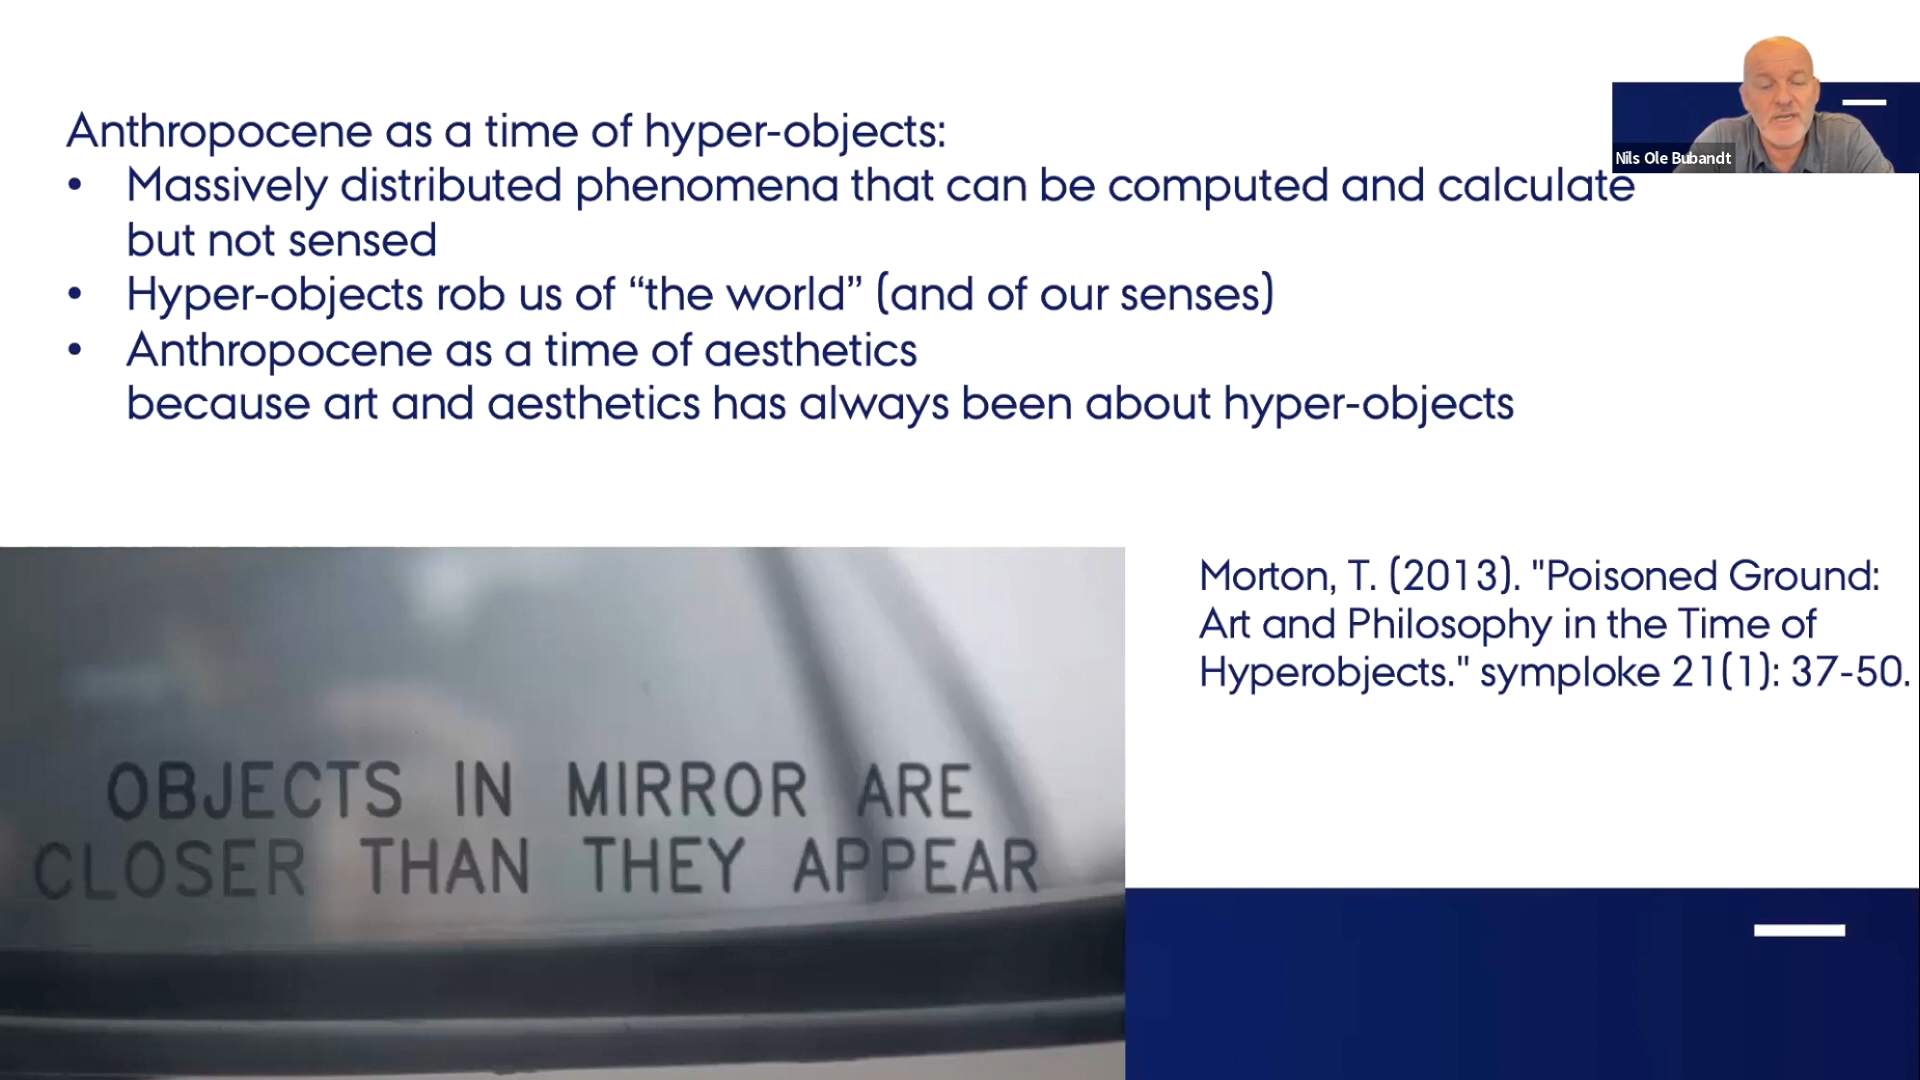 Anthropocene as a time of hyper-objects:
• Massively distributed phenomena that can be computed and calculate
but not sensed
• Hyper-objects rob us of “the world” (and of our senses)
• Anthropocene as a time of aesthetics
because art and aesthetics has always been about hyper-objects
Nils Ole Bubandt
Morton, T. (2013). "Poisoned Ground:
Art and Philosophy in the Time of
Hyperobjects." symploke 21(1): 37-50.
OBJECTS IN MIRROR ARE
CLOSER THAN THEY APPEAR